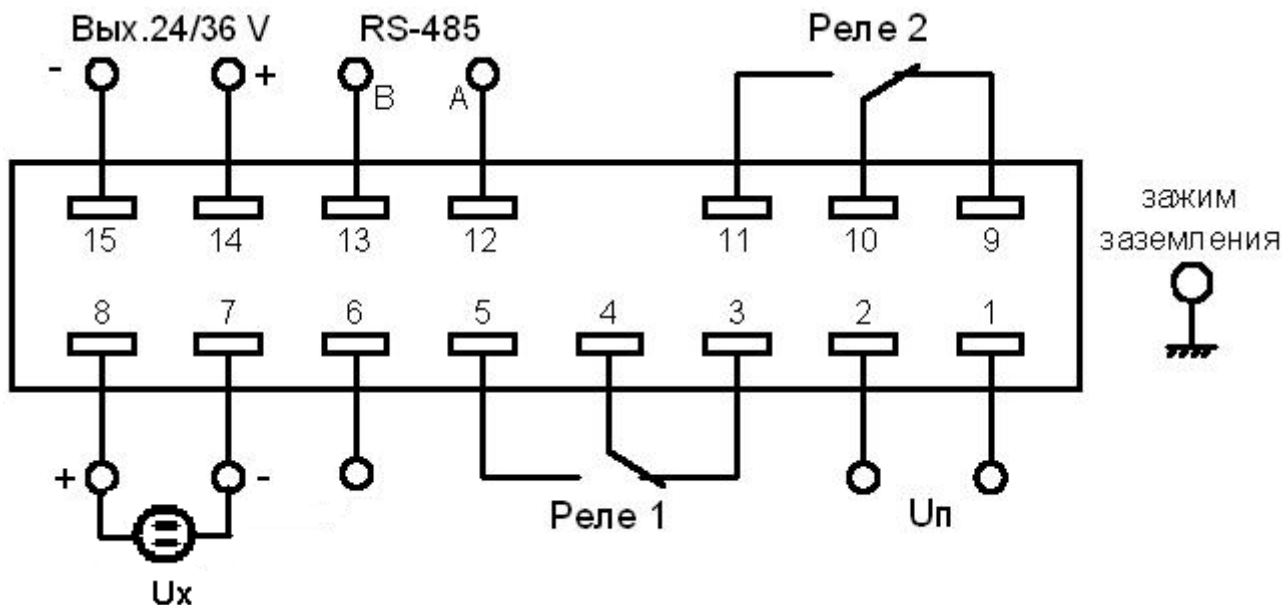 Вых.24/36 V RS-485 Реле 2
- + B A
15 14 13 12 11 10 9
зажим
заземления
8 7 6 5 4 3 2 1
+ -
Реле 1 Uп
Ux